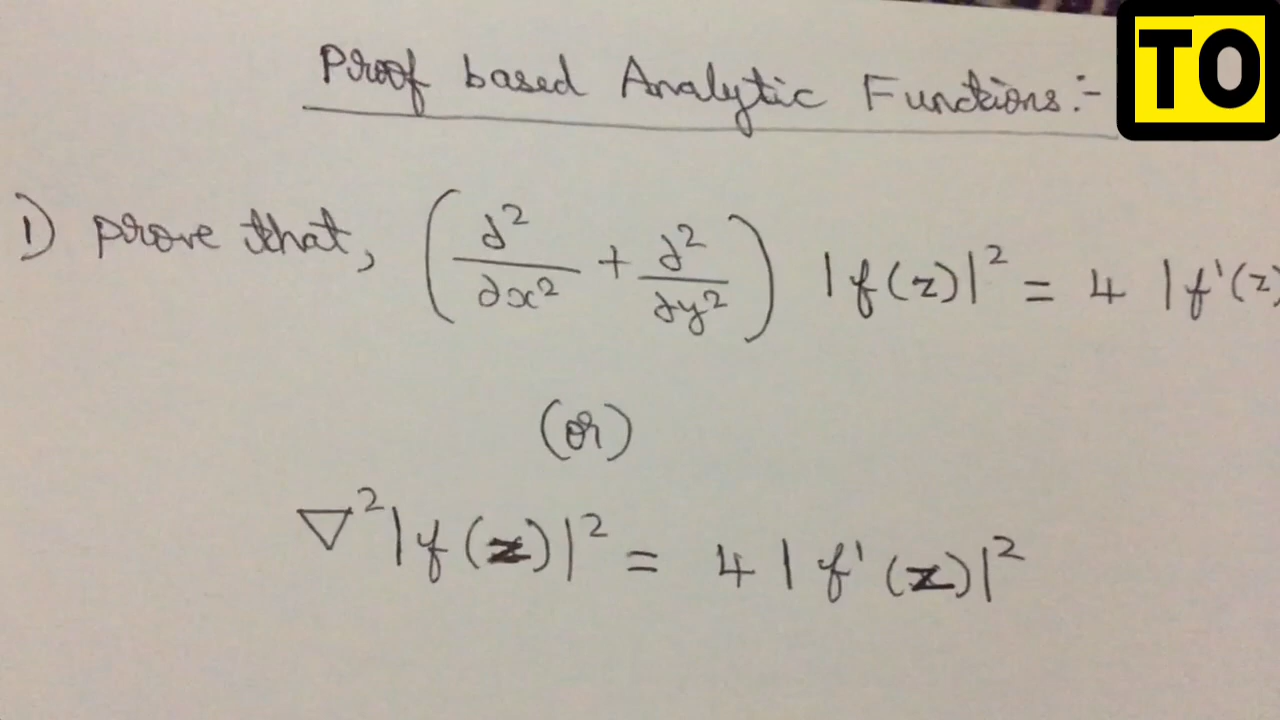 TO
Proof based Analytic Functions:-
1) prove that, (∂²/∂x² + ∂²/∂y²) |f(z)|² = 4 |f'(z)
(or)
∇²|f(z)|² = 4|f'(z)|²